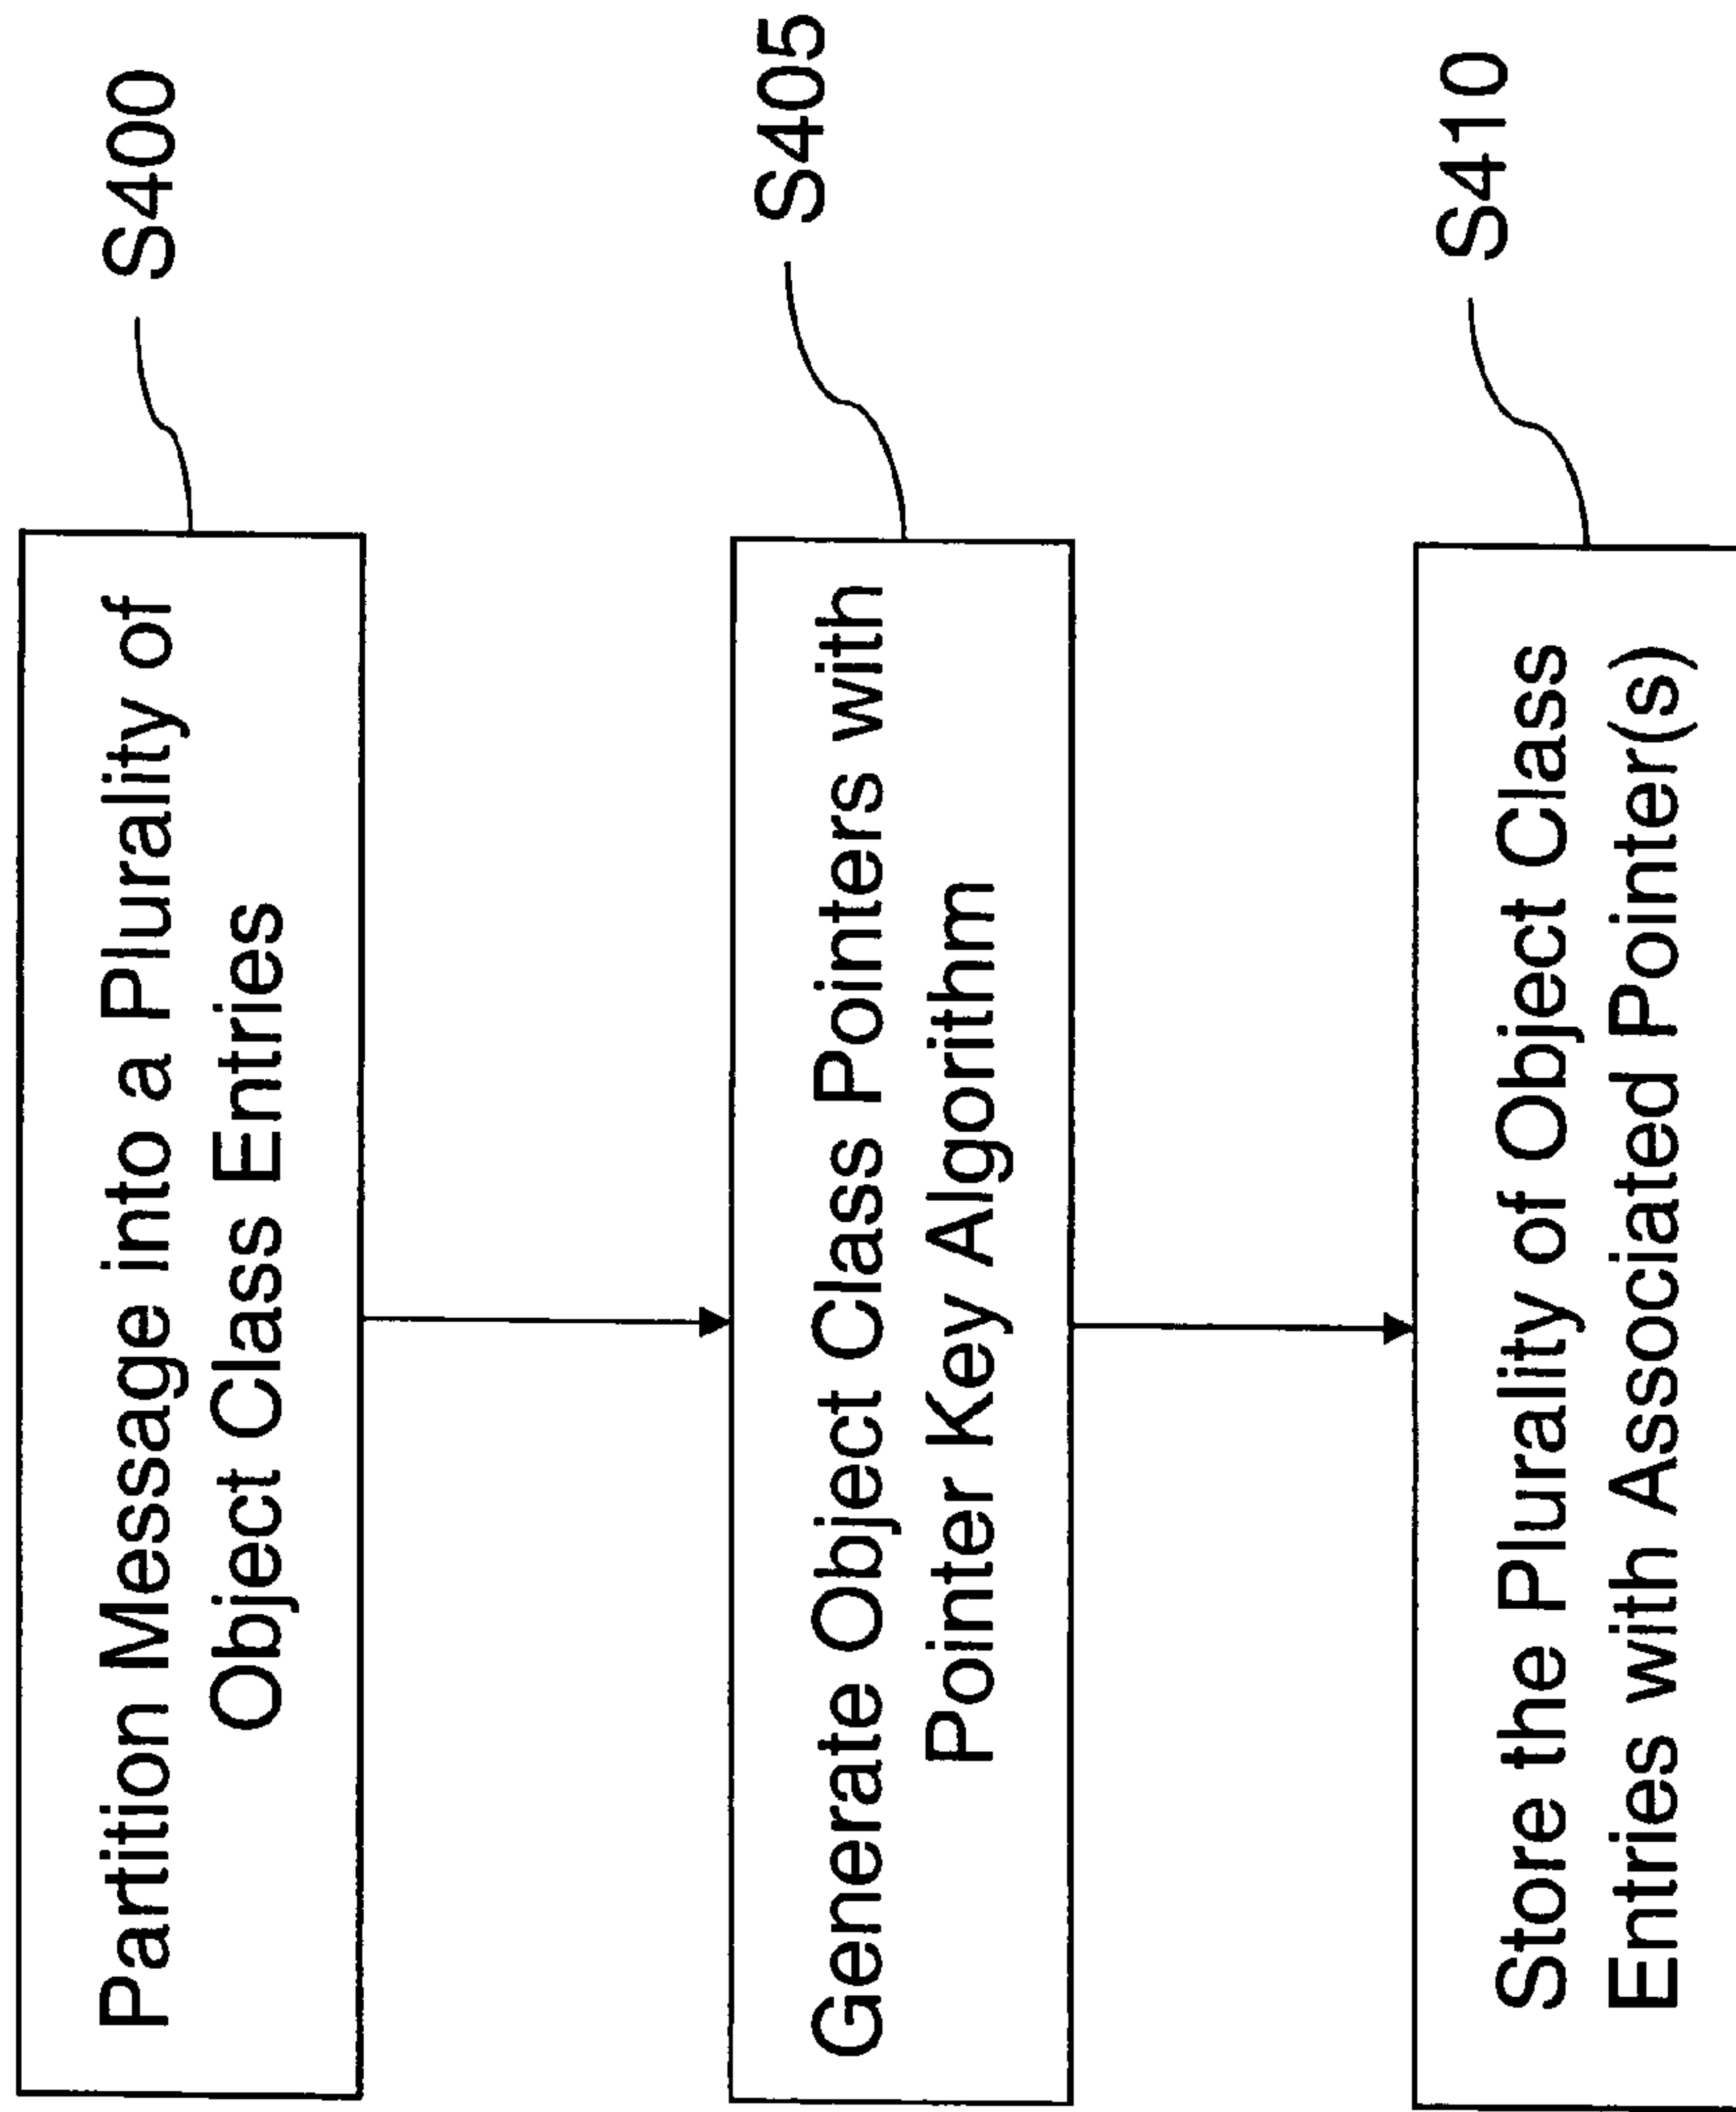 Partition Message into a Plurality of
Object Class Entries
S400
Generate Object Class Pointers with
Pointer Key Algorithm
S405
Store the Plurality of Object Class
Entries with Associated Pointer(s)
S410